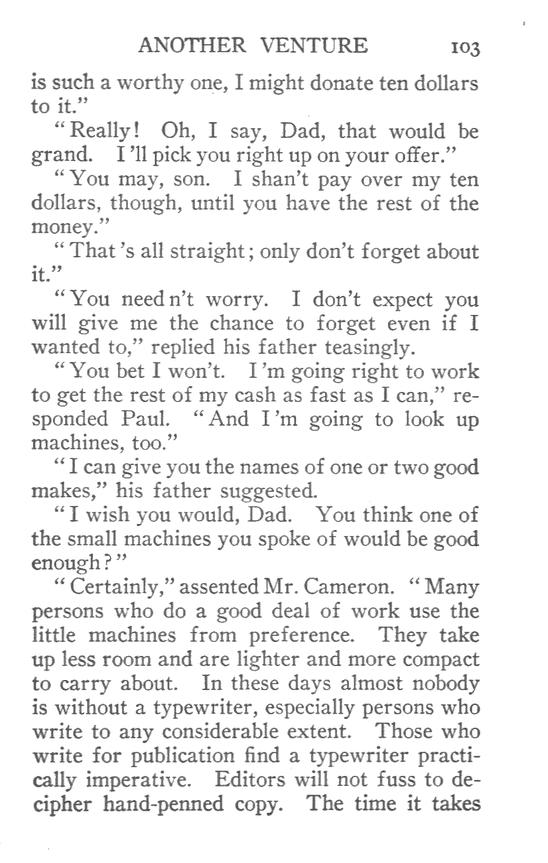 ANOTHER VENTURE 103
is such a worthy one, I might donate ten dollars
to it.”
“Really! Oh, I say, Dad, that would be
grand. I’ll pick you right up on your offer.”
“You may, son. I shan’t pay over my ten
dollars, though, until you have the rest of the
money.”
“That’s all straight; only don’t forget about
it.”
“You needn’t worry. I don’t expect you
will give me the chance to forget even if I
wanted to,” replied his father teasingly.
“You bet I won’t. I’m going right to work
to get the rest of my cash as fast as I can,” re-
sponded Paul. “And I’m going to look up
machines, too.”
“I can give you the names of one or two good
makes,” his father suggested.
“I wish you would, Dad. You think one of
the small machines you spoke of would be good
enough?”
“Certainly,” assented Mr. Cameron. “Many
persons who do a good deal of work use the
little machines from preference. They take
up less room and are lighter and more compact
to carry about. In these days almost nobody
is without a typewriter, especially persons who
write to any considerable extent. Those who
write for publication find a typewriter practi-
cally imperative. Editors will not fuss to de-
cipher hand-penned copy. The time it takes